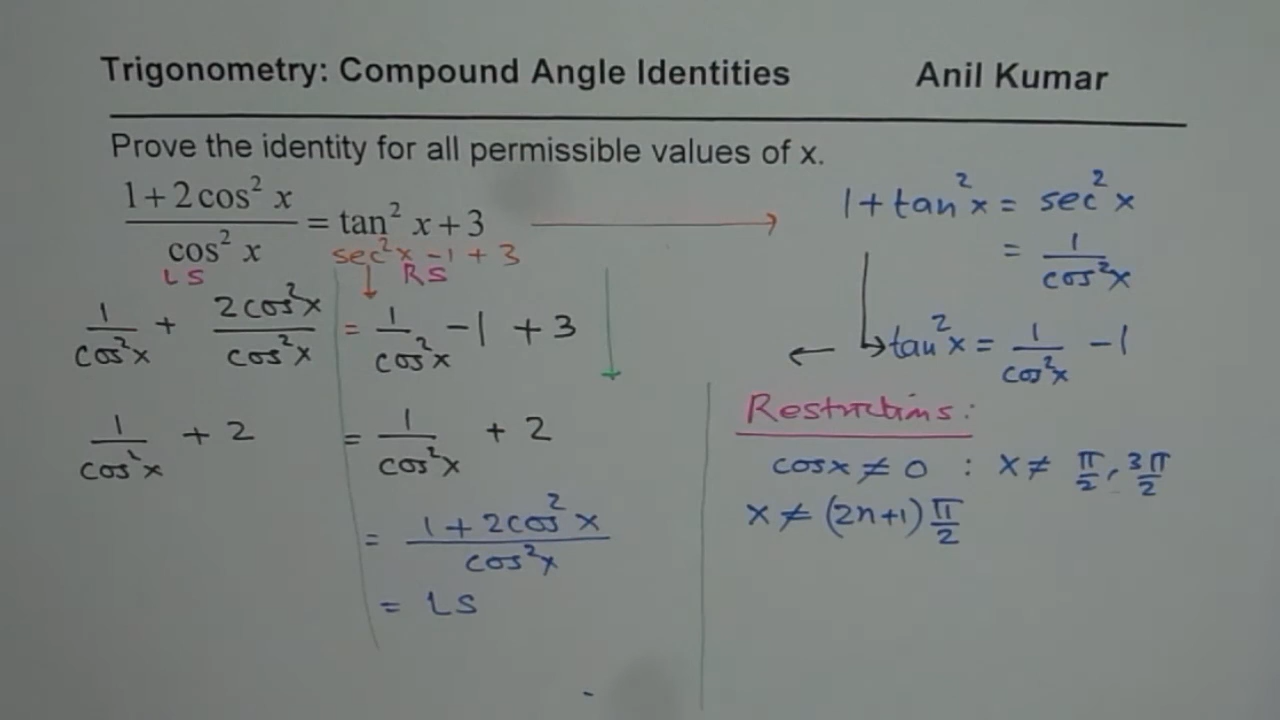 Trigonometry: Compound Angle Identities Anil Kumar
Prove the identity for all permissible values of x.
(1 + 2 cos² x) / (cos² x) = tan² x + 3
LS
sec²x − 1 + 3
RS
1/cos²x + 2cos²x/cos²x = 1/cos²x − 1 + 3
1/cos²x + 2 = 1/cos²x + 2
= (1 + 2cos²x) / (cos²x)
= LS
1 + tan²x = sec²x
= 1/cos²x
tan²x = 1/cos²x − 1
Restrictions:
cosx ≠ 0 : x ≠ π/2, 3π/2
x ≠ (2n+1) π/2